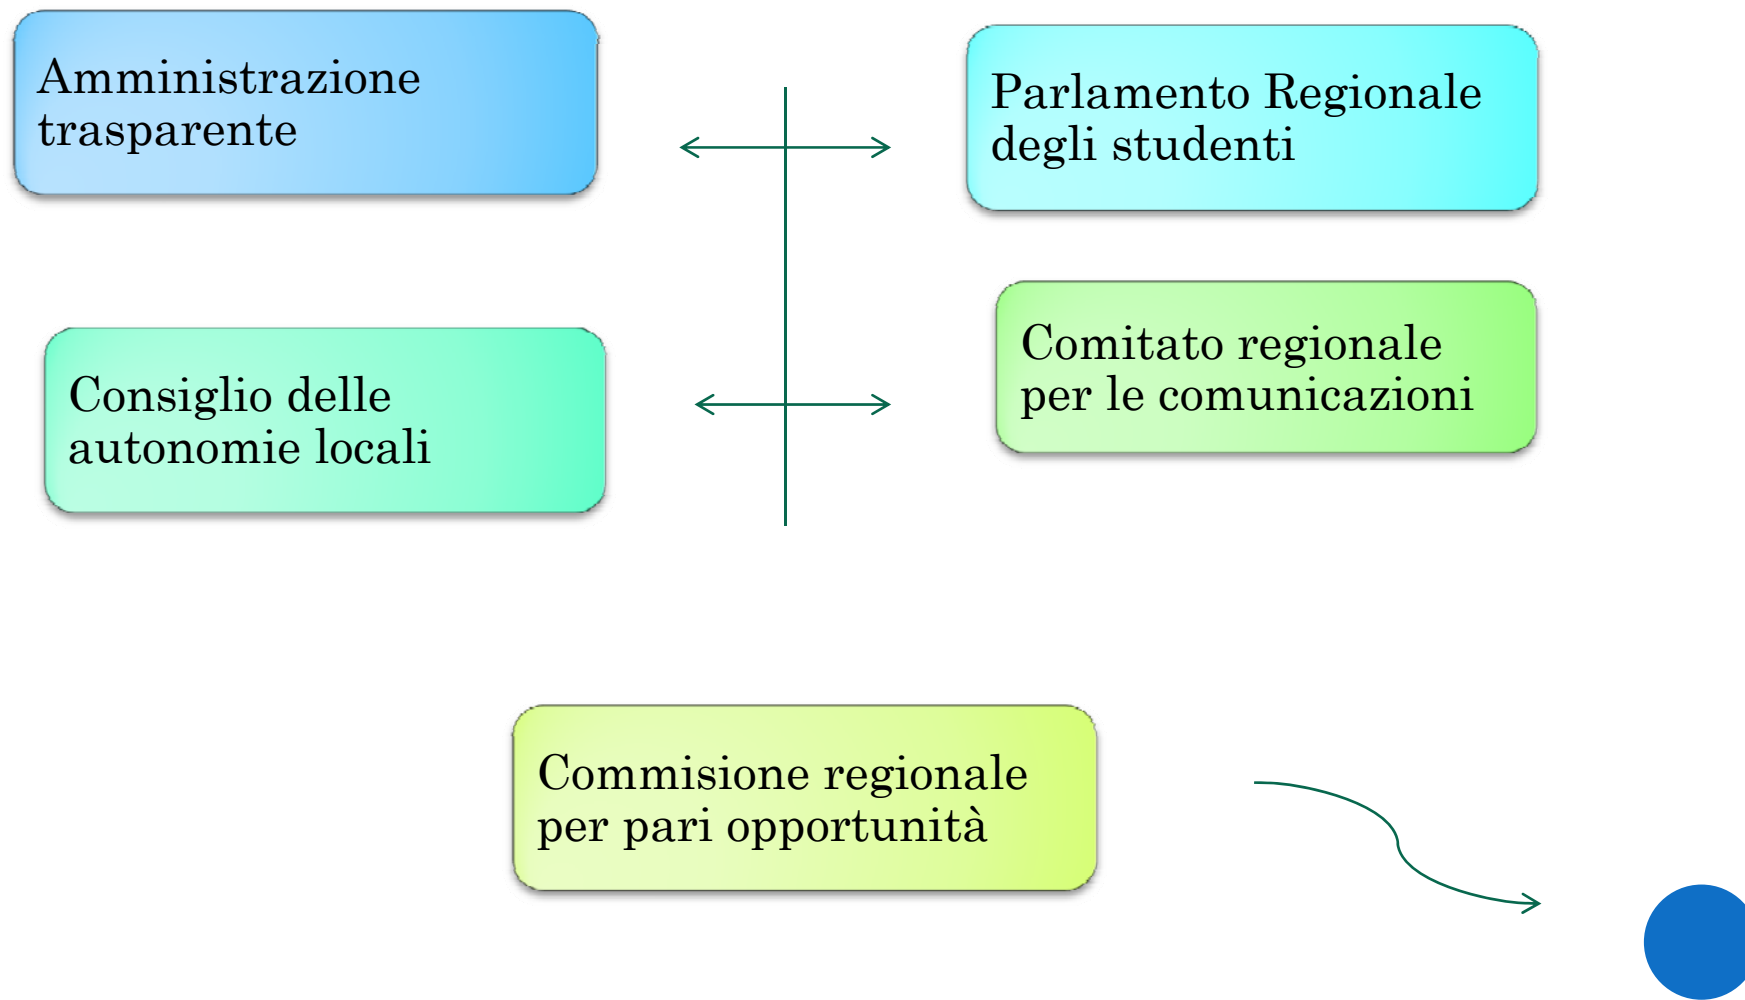 Amministrazione
trasparente
Parlamento Regionale
degli studenti
Consiglio delle
autonomie locali
Comitato regionale
per le comunicazioni
Commisione regionale
per pari opportunità